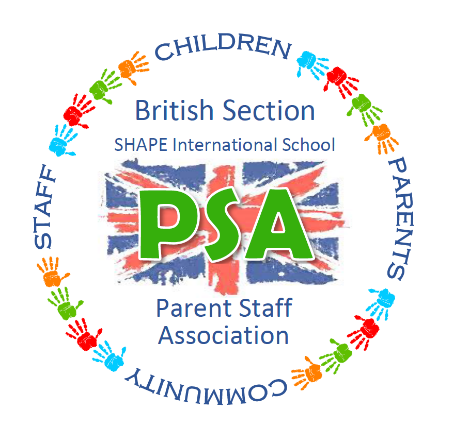 CHILDREN
British Section
SHAPE International School
PSA
Parent Staff
Association
STAFF
PARENTS
COMMUNITY